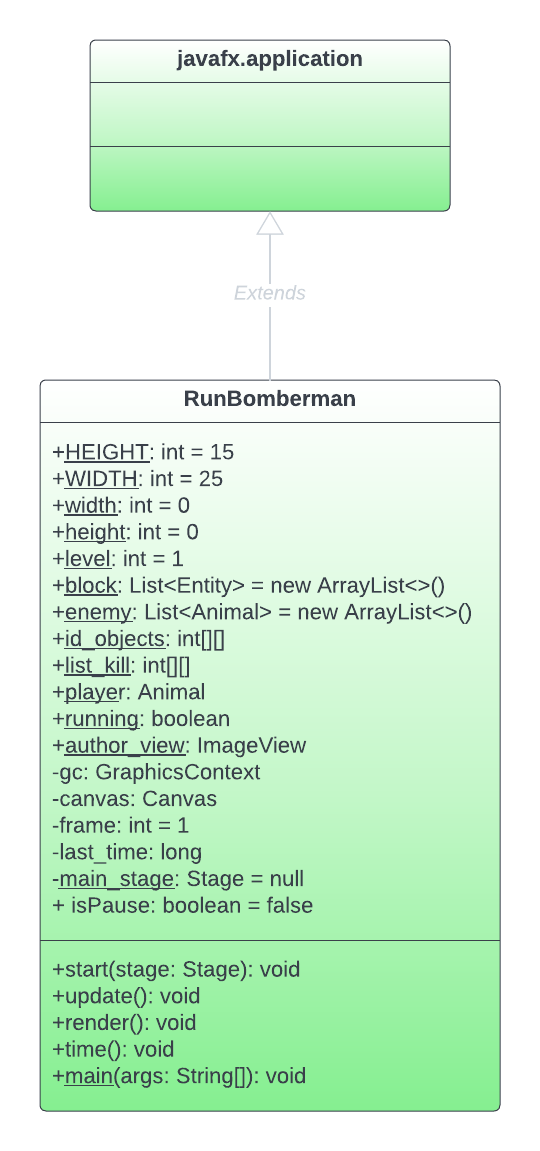 javafx.application
Extends
RunBomberman
+HEIGHT: int = 15
+WIDTH: int = 25
+width: int = 0
+height: int = 0
+level: int = 1
+block: List<Entity> = new ArrayList<>()
+enemy: List<Animal> = new ArrayList<>()
+id_objects: int[][]
+list_kill: int[][]
+player: Animal
+running: boolean
+author_view: ImageView
-gc: GraphicsContext
-canvas: Canvas
-frame: int = 1
-last_time: long
-main_stage: Stage = null
+ isPause: boolean = false
+start(stage: Stage): void
+update(): void
+render(): void
+time(): void
+main(args: String[]): void